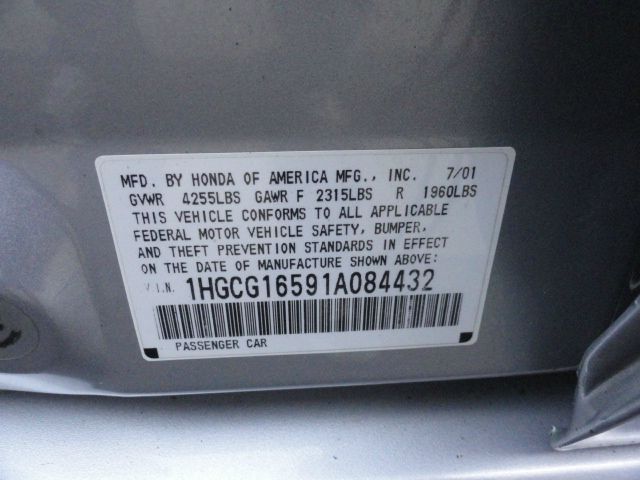 MFD. BY HONDA OF AMERICA MFG., INC. 7/01
GVWR 4255LBS GAWR F 2315LBS R 1960LBS
THIS VEHICLE CONFORMS TO ALL APPLICABLE
FEDERAL MOTOR VEHICLE SAFETY, BUMPER,
AND THEFT PREVENTION STANDARDS IN EFFECT
ON THE DATE OF MANUFACTURE SHOWN ABOVE:
V.I.N. 1HGCG16591A084432
PASSENGER CAR